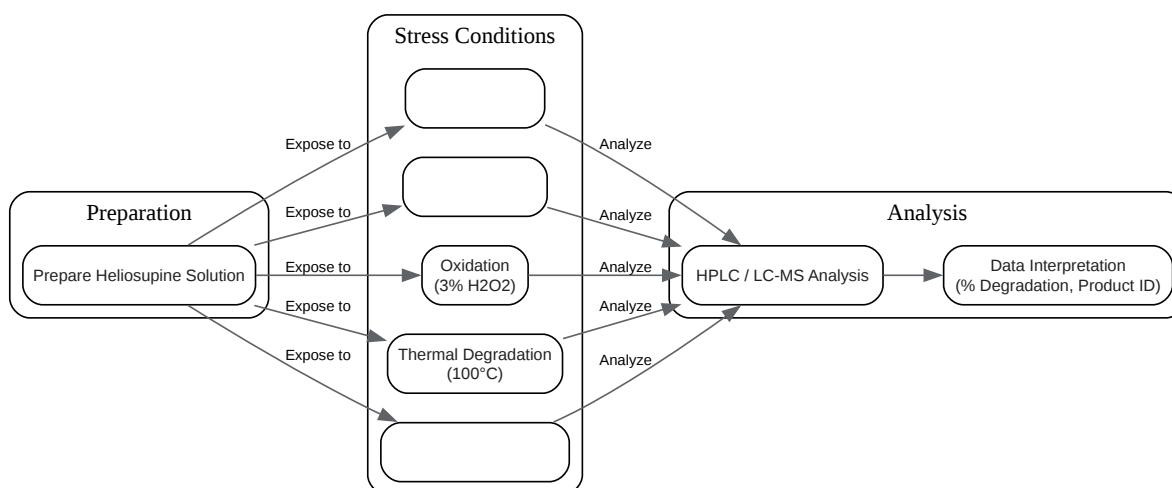 Stress Conditions
Expose to
Analyze
Expose to
Analyze
Preparation
Prepare Heliosupine Solution
Expose to
Oxidation
(3% H2O2)
Analyze
Analysis
HPLC / LC-MS Analysis
Data Interpretation
(% Degradation, Product ID)
Expose to
Thermal Degradation
(100°C)
Analyze
Expose to
Analyze